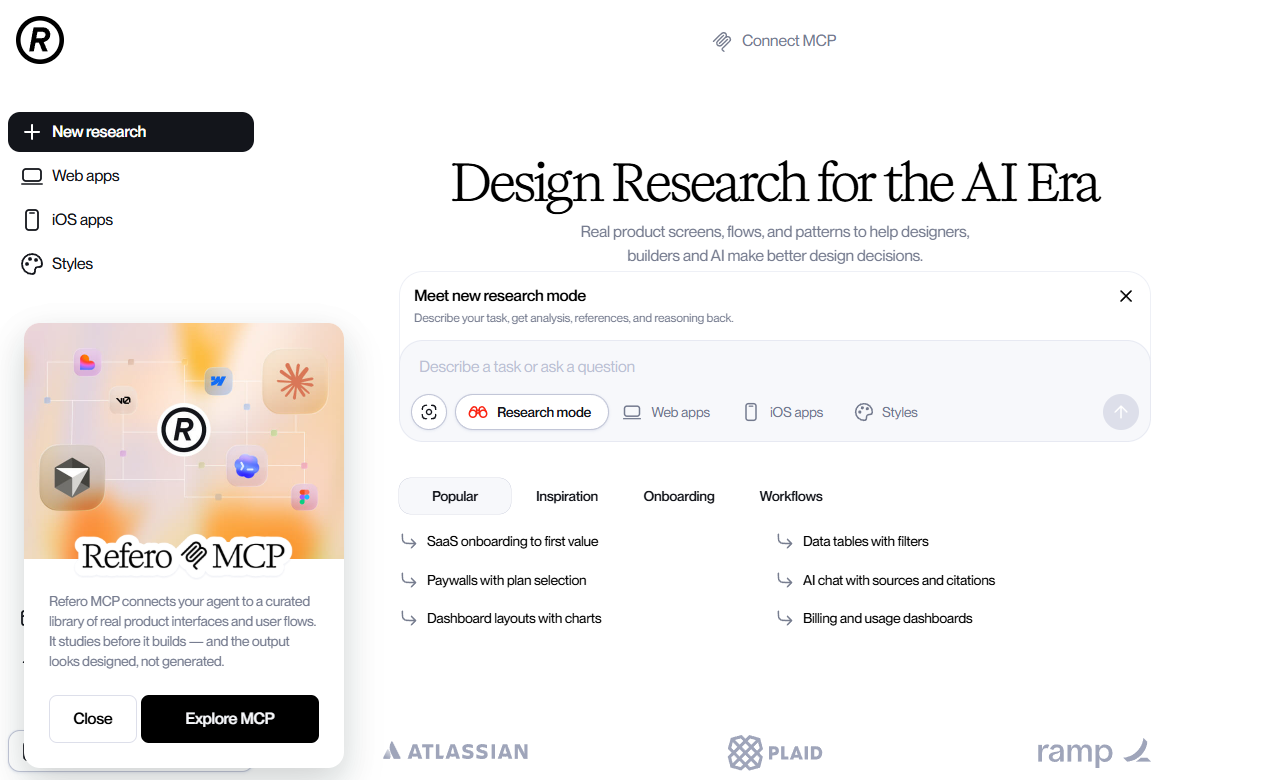 R
Connect MCP
New research
Web apps
iOS apps
Styles
Design Research for the AI Era
Real product screens, flows, and patterns to help designers,
builders and AI make better design decisions.
Meet new research mode
Describe your task, get analysis, references, and reasoning back.
Describe a task or ask a question
Research mode
Web apps
iOS apps
Styles
Popular
Inspiration
Onboarding
Workflows
SaaS onboarding to first value
Data tables with filters
Paywalls with plan selection
AI chat with sources and citations
Dashboard layouts with charts
Billing and usage dashboards
v0
R
Refero MCP
Refero MCP connects your agent to a curated
library of real product interfaces and user flows.
It studies before it builds — and the output
looks designed, not generated.
Close
Explore MCP
ATLASSIAN
PLAID
ramp